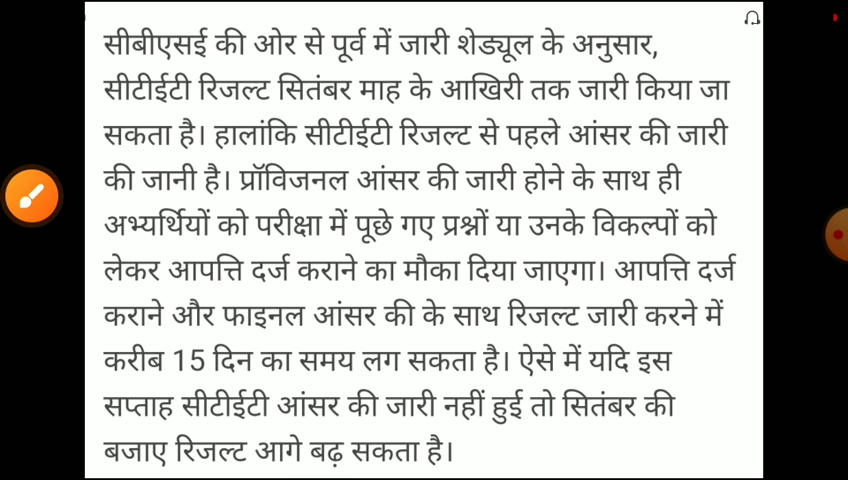 सीबीएसई की ओर से पूर्व में जारी शेड्यूल के अनुसार,
सीटीईटी रिजल्ट सितंबर माह के आखिरी तक जारी किया जा
सकता है। हालांकि सीटीईटी रिजल्ट से पहले आंसर की जारी
की जानी है। प्रॉविजनल आंसर की जारी होने के साथ ही
अभ्यर्थियों को परीक्षा में पूछे गए प्रश्नों या उनके विकल्पों को
लेकर आपत्ति दर्ज कराने का मौका दिया जाएगा। आपत्ति दर्ज
कराने और फाइनल आंसर की के साथ रिजल्ट जारी करने में
करीब 15 दिन का समय लग सकता है। ऐसे में यदि इस
सप्ताह सीटीईटी आंसर की जारी नहीं हुई तो सितंबर की
बजाए रिजल्ट आगे बढ़ सकता है।